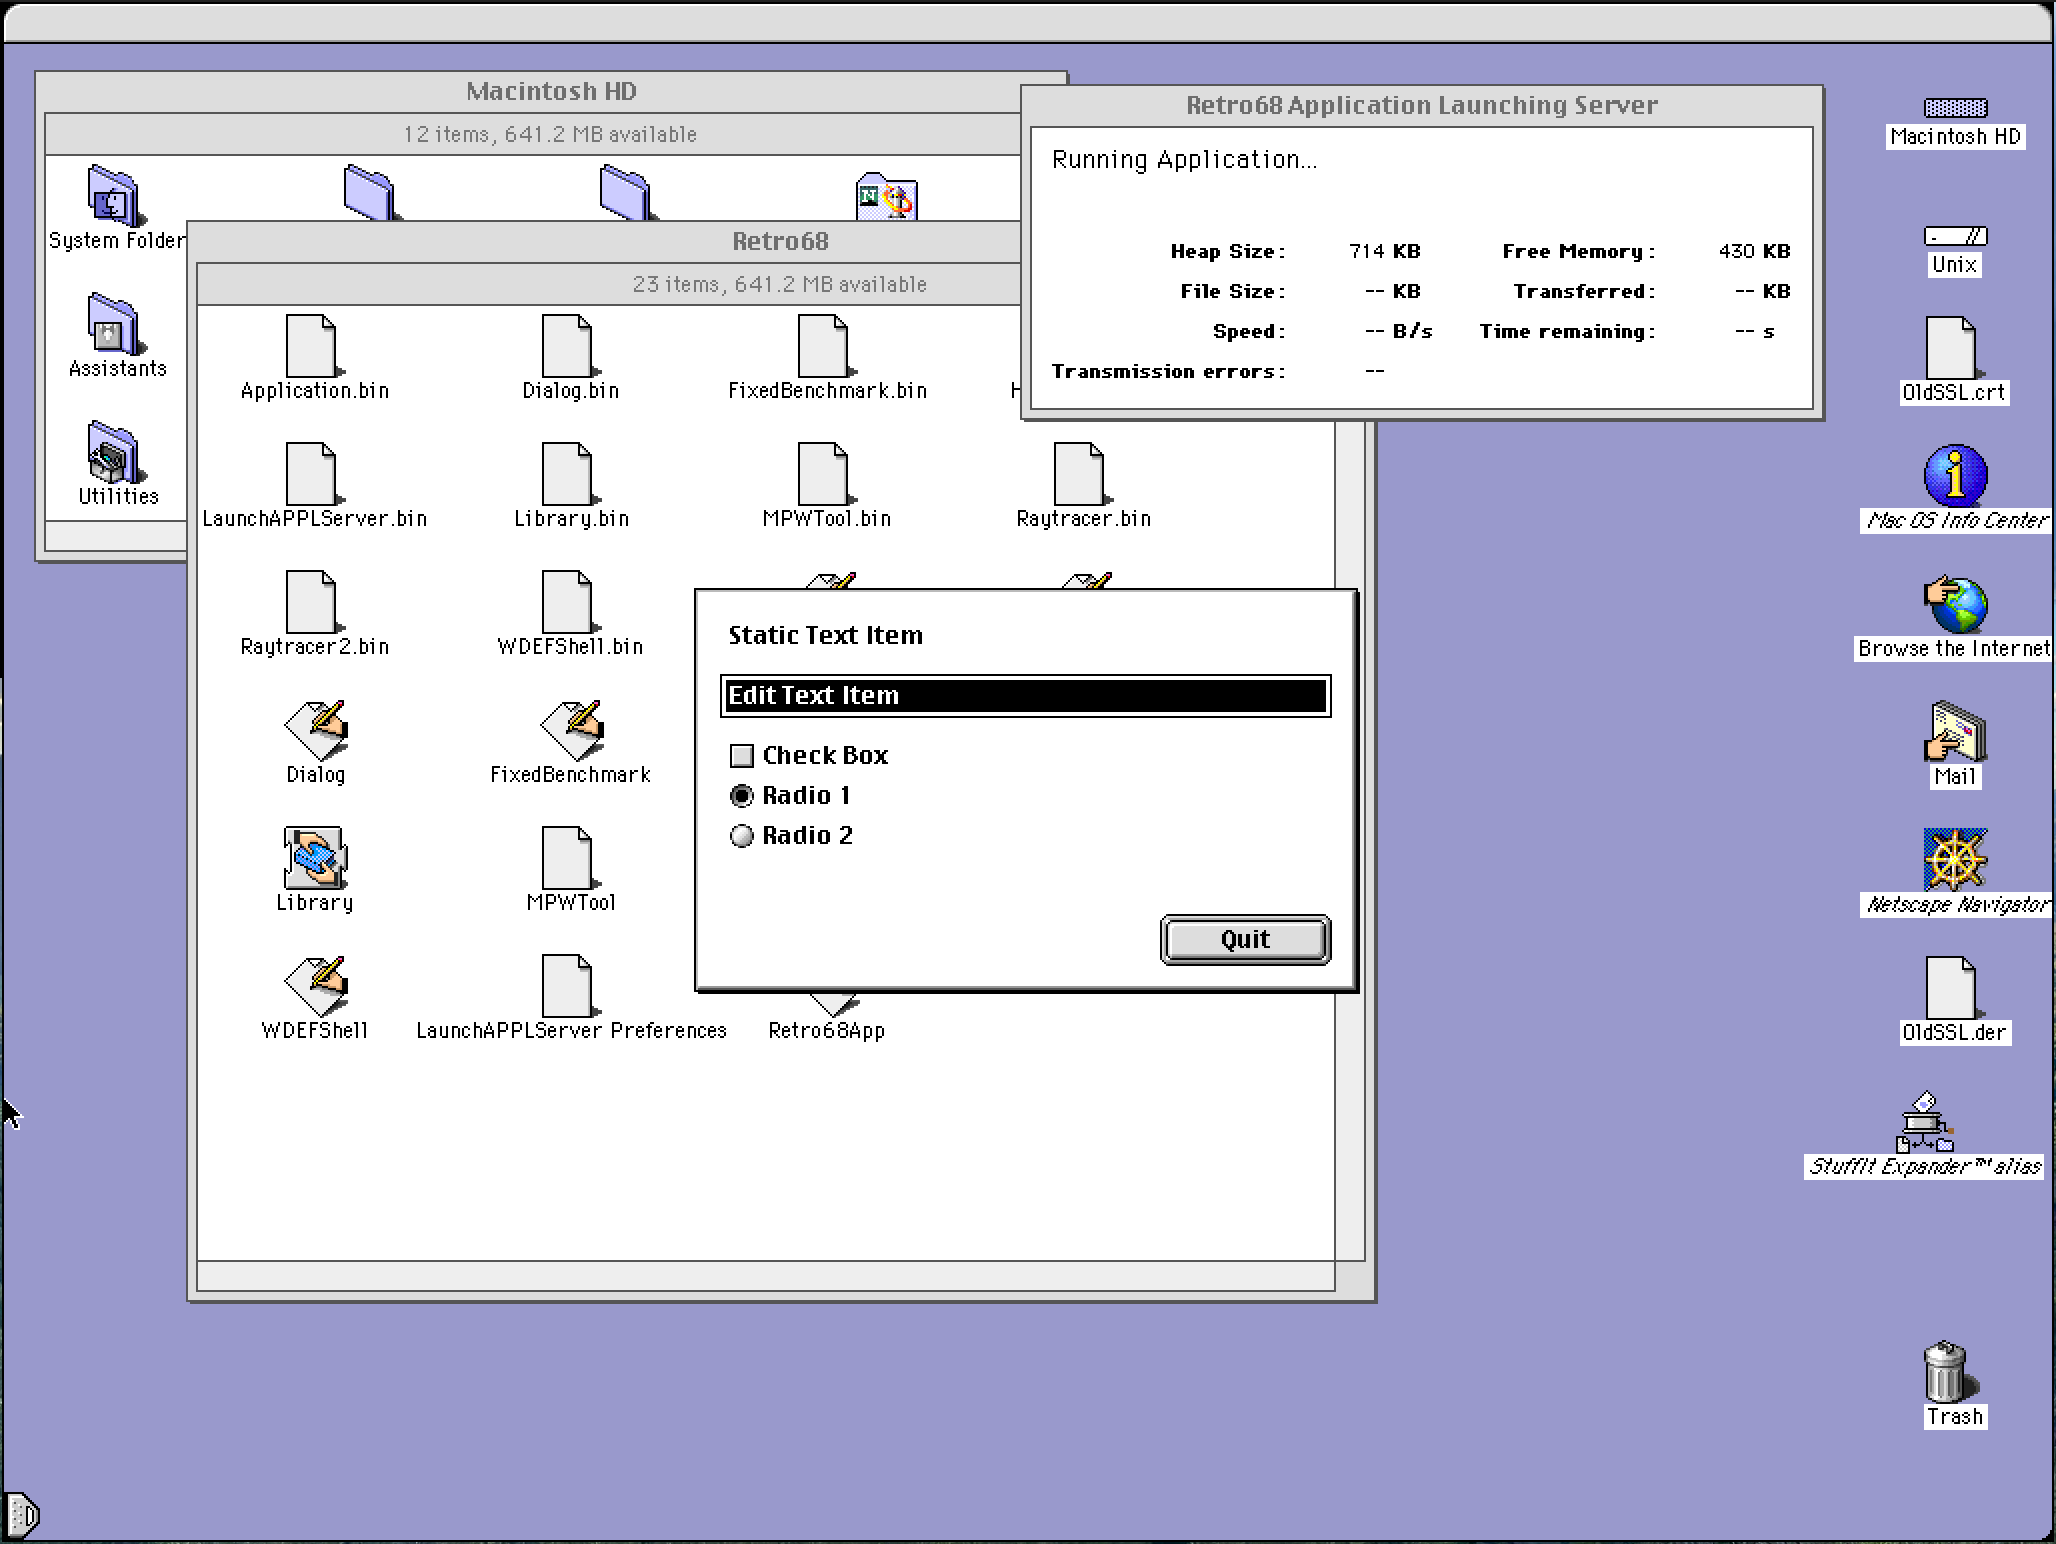 Macintosh HD
12 items, 641.2 MB available
System Folder
Assistants
Utilities
Retro68
23 items, 641.2 MB available
Application.bin
Dialog.bin
FixedBenchmark.bin
LaunchAPPLServer.bin
Library.bin
MPWTool.bin
Raytracer.bin
Raytracer2.bin
WDEFShell.bin
Dialog
FixedBenchmark
Library
MPWTool
WDEFShell
LaunchAPPLServer Preferences
Retro68App
Retro68 Application Launching Server
Running Application...
Heap Size: 714 KB Free Memory: 430 KB
File Size: -- KB Transferred: -- KB
Speed: -- B/s Time remaining: -- s
Transmission errors: --
Static Text Item
Edit Text Item
Check Box
Radio 1
Radio 2
Quit
Macintosh HD
Unix
OldSSL.crt
Mac OS Info Center
Browse the Internet
Mail
Netscape Navigator
OldSSL.der
StuffIt Expander™ alias
Trash